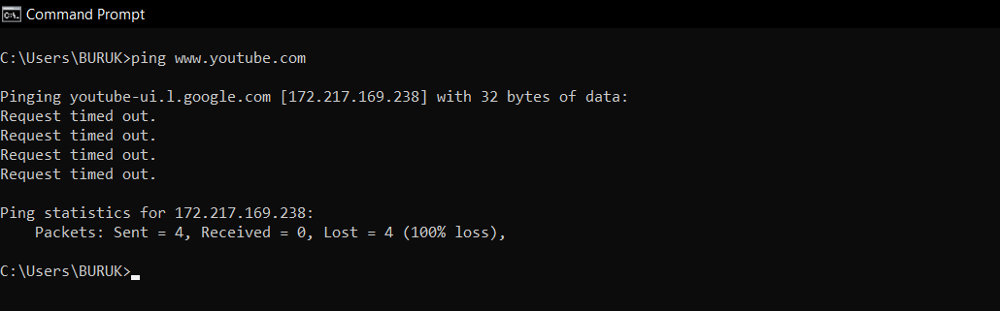 Command Prompt
C:\Users\BURUK>ping www.youtube.com
Pinging youtube-ui.l.google.com [172.217.169.238] with 32 bytes of data:
Request timed out.
Request timed out.
Request timed out.
Request timed out.
Ping statistics for 172.217.169.238:
    Packets: Sent = 4, Received = 0, Lost = 4 (100% loss),
C:\Users\BURUK>